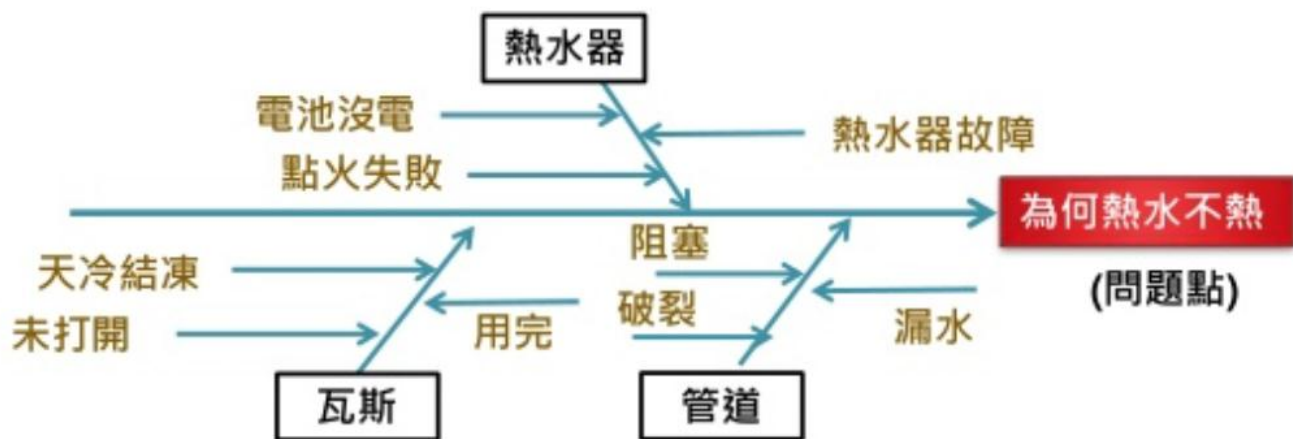 熱水器
電池沒電
熱水器故障
點火失敗
為何熱水不熱
(問題點)
阻塞
天冷結凍
破裂
漏水
未打開
用完
瓦斯
管道